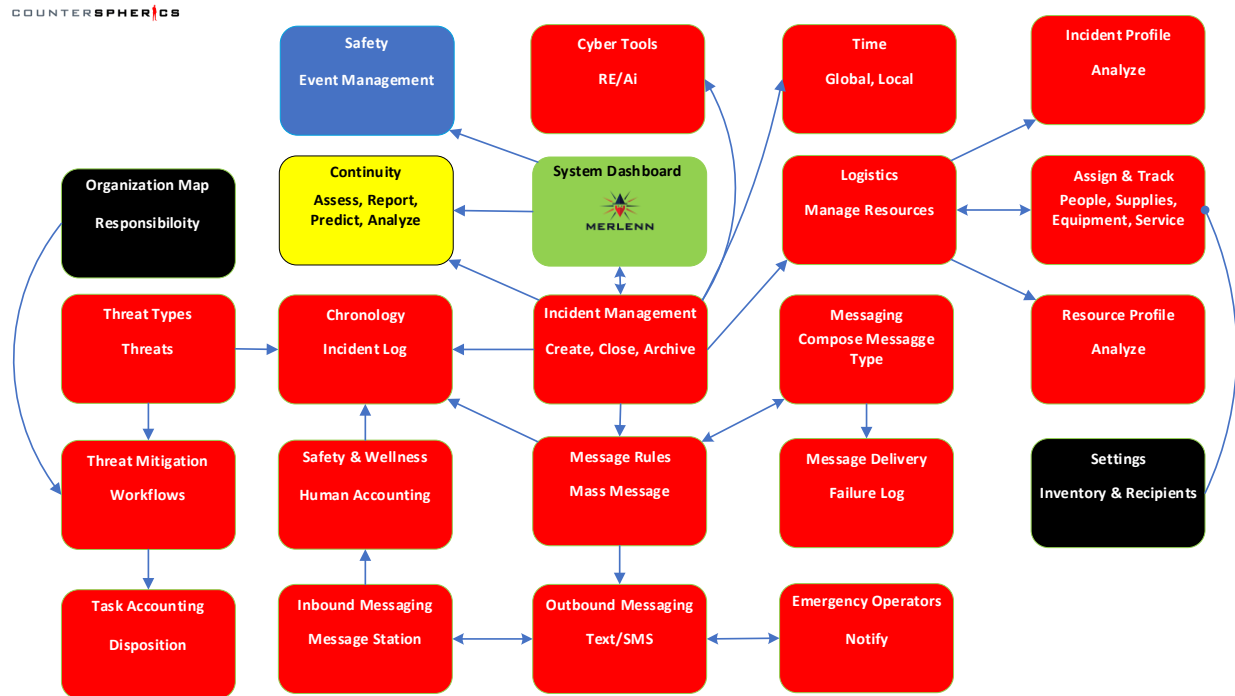 COUNTERSPHERICS
Safety
Event Management
Cyber Tools
RE/Ai
Time
Global, Local
Incident Profile
Analyze
Organization Map
Responsibiloity
Continuity
Assess, Report,
Predict, Analyze
System Dashboard
MERLENN
Logistics
Manage Resources
Assign & Track
People, Supplies,
Equipment, Service
Threat Types
Threats
Chronology
Incident Log
Incident Management
Create, Close, Archive
Messaging
Compose Messagge
Type
Resource Profile
Analyze
Threat Mitigation
Workflows
Safety & Wellness
Human Accounting
Message Rules
Mass Message
Message Delivery
Failure Log
Settings
Inventory & Recipients
Task Accounting
Disposition
Inbound Messaging
Message Station
Outbound Messaging
Text/SMS
Emergency Operators
Notify